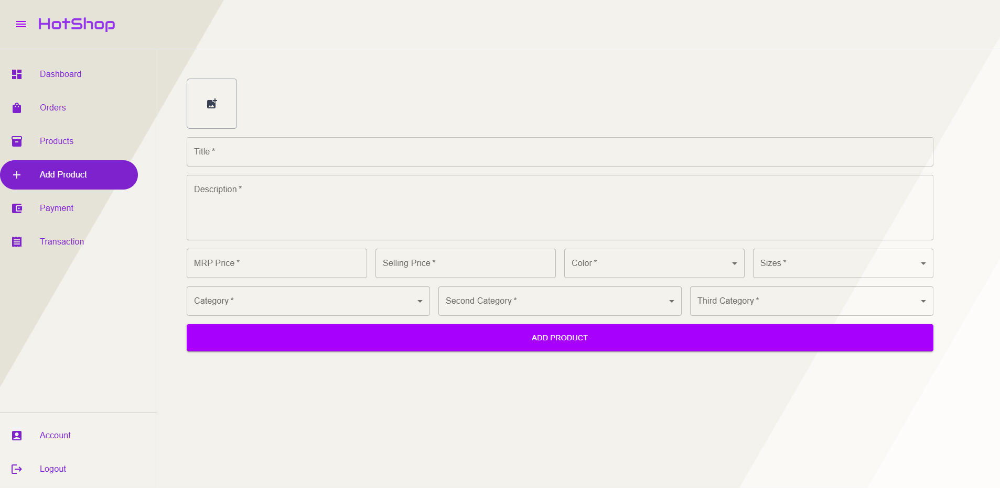 HotShop
Dashboard
Orders
Products
Add Product
Payment
Transaction
Account
Logout
Title *
Description *
MRP Price *
Selling Price *
Color *
Sizes *
Category *
Second Category *
Third Category *
ADD PRODUCT